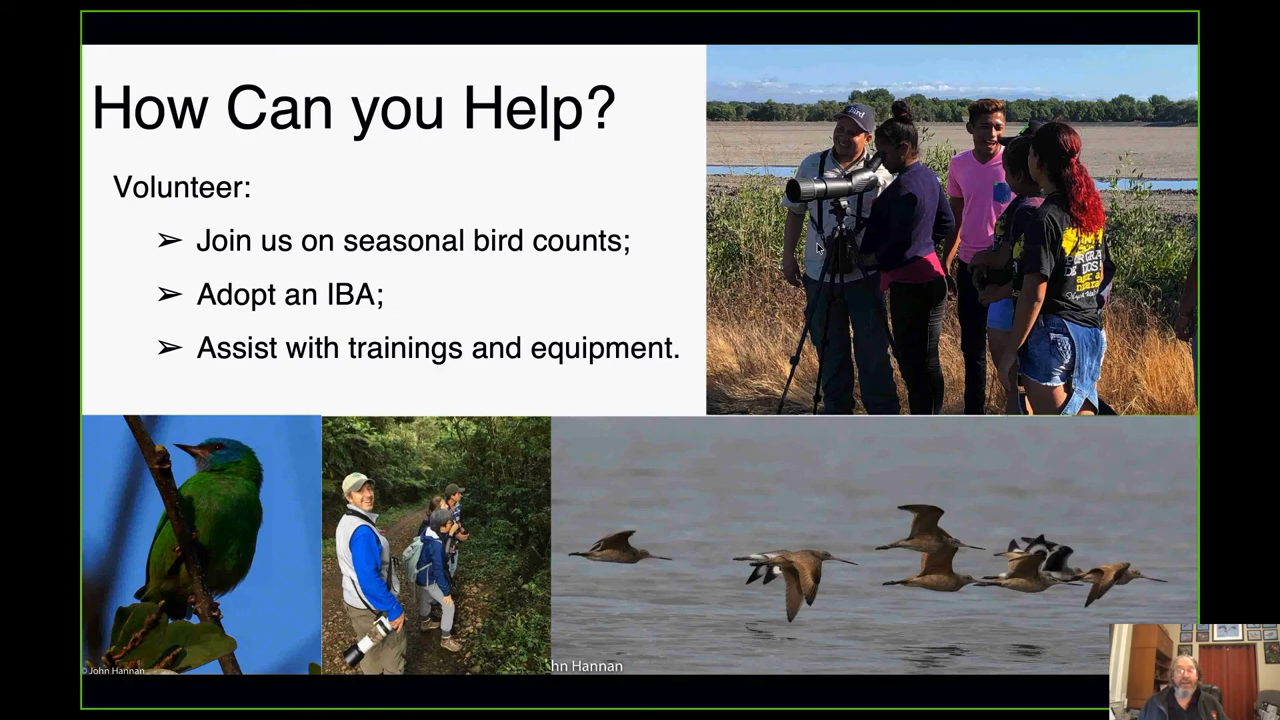 How Can you Help?
Volunteer:
➢ Join us on seasonal bird counts;
➢ Adopt an IBA;
➢ Assist with trainings and equipment.
© John Hannan
hn Hannan